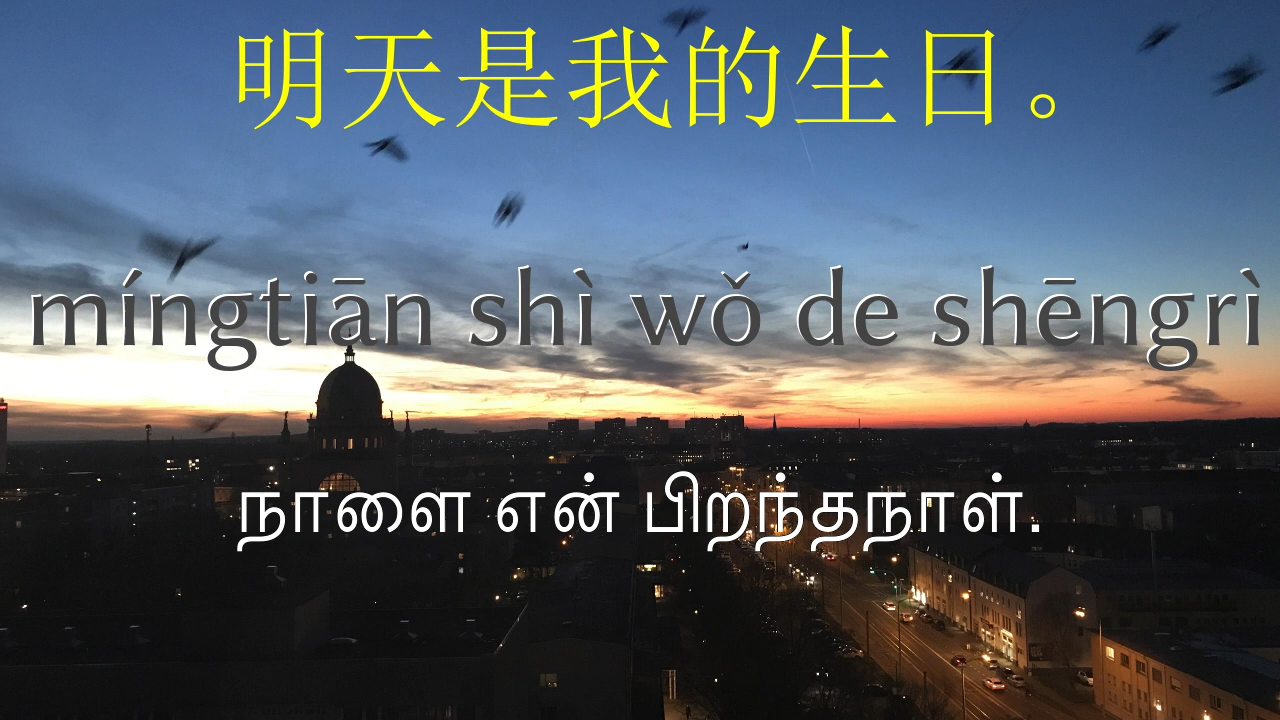 明天是我的生日。
míngtiān shì wǒ de shēngrì
நாளை என் பிறந்தநாள்.